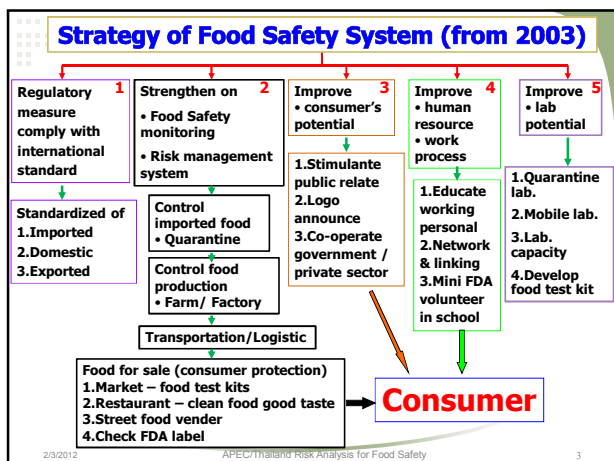 Strategy of Food Safety System (from 2003)
1
Regulatory
measure
comply with
international
standard
Standardized of
1.Imported
2.Domestic
3.Exported
2
Strengthen on
• Food Safety
monitoring
• Risk management
system
Control
imported food
• Quarantine
Control food
production
• Farm/ Factory
Transportation/Logistic
Food for sale (consumer protection)
1.Market – food test kits
2.Restaurant – clean food good taste
3.Street food vender
4.Check FDA label
3
Improve
• consumer's
potential
1.Stimulante
public relate
2.Logo
announce
3.Co-operate
government /
private sector
4
Improve
• human
resource
• work
process
1.Educate
working
personal
2.Network
& linking
3.Mini FDA
volunteer
in school
5
Improve
• lab
potential
1.Quarantine
lab.
2.Mobile lab.
3.Lab.
capacity
4.Develop
food test kit
Consumer
2/3/2012
APEC/Thailand Risk Analysis for Food Safety
3